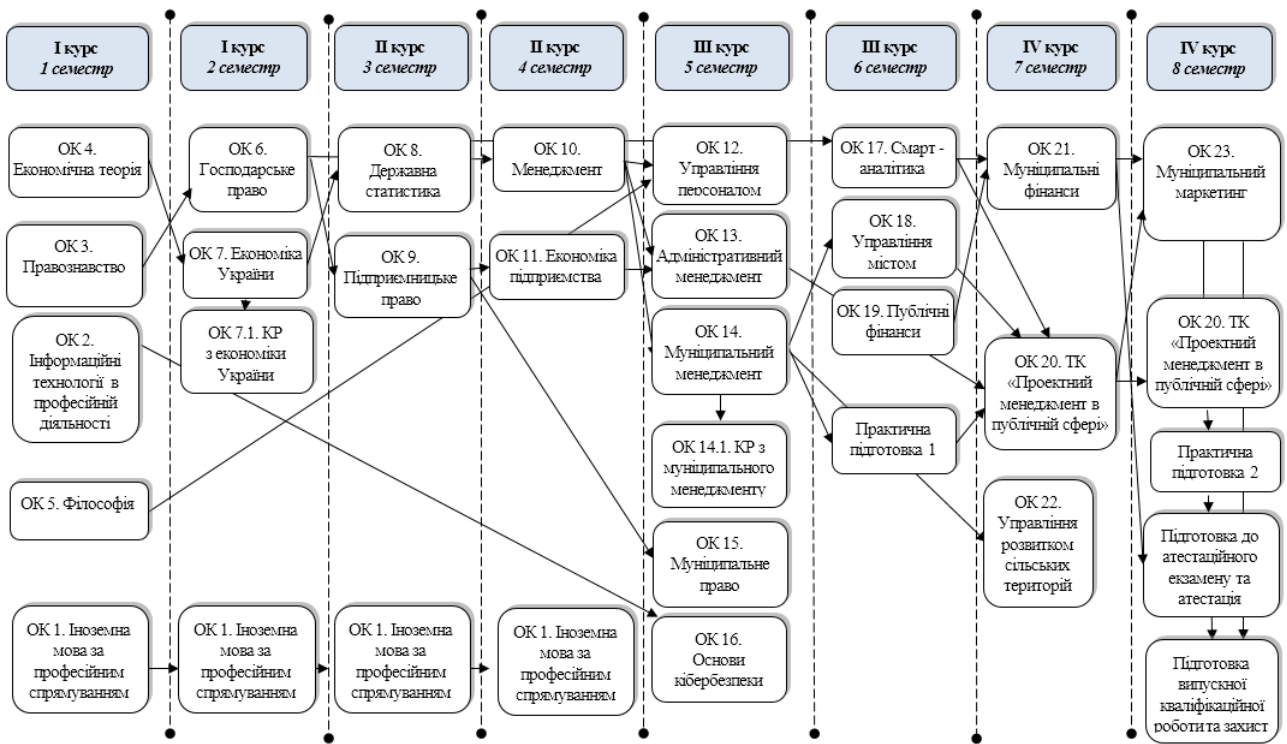 І курс
1 семестр
І курс
2 семестр
ІІ курс
3 семестр
ІІ курс
4 семестр
ІІІ курс
5 семестр
ІІІ курс
6 семестр
IV курс
7 семестр
IV курс
8 семестр
ОК 4.
Економічна теорія
ОК 3.
Правознавство
ОК 2.
Інформаційні
технології в
професійній
діяльності
ОК 5. Філософія
ОК 1. Іноземна
мова за
професійним
спрямуванням
ОК 6.
Господарське
право
ОК 7. Економіка
України
ОК 7.1. КР
з економіки
України
ОК 1. Іноземна
мова за
професійним
спрямуванням
ОК 8.
Державна
статистика
ОК 9.
Підприємницьке
право
ОК 1. Іноземна
мова за
професійним
спрямуванням
ОК 10.
Менеджмент
ОК 11. Економіка
підприємства
ОК 1. Іноземна
мова за
професійним
спрямуванням
ОК 12.
Управління
персоналом
ОК 13.
Адміністративний
менеджмент
ОК 14.
Муніципальний
менеджмент
ОК 14.1. КР з
муніципального
менеджменту
ОК 15.
Муніципальне
право
ОК 16.
Основи
кібербезпеки
ОК 17. Смарт -
аналітика
ОК 18.
Управління
містом
ОК 19. Публічні
фінанси
Практична
підготовка 1
ОК 21.
Муніципальні
фінанси
ОК 20. ТК
«Проектний
менеджмент в
публічній сфері»
ОК 22.
Управління
розвитком
сільських
територій
ОК 23.
Муніципальний
маркетинг
ОК 20. ТК
«Проектний
менеджмент в
публічній сфері»
Практична
підготовка 2
Підготовка до
атестаційного
екзамену та
атестація
Підготовка
випускної
кваліфікаційної
роботи та захист